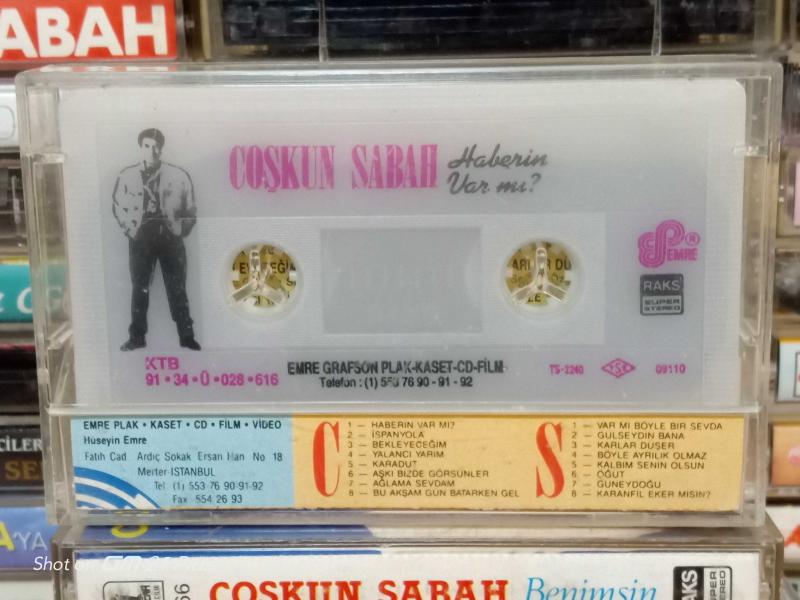 ABAH
COŞKUN SABAH Haberin
Var mı?
EMRE
RAKS
SUPER
STEREO
KTB
91・34・Ü・028・616
EMRE GRAFSON PLAK-KASET-CD-FİLM
Telefon : (1) 553 76 90 - 91 - 92
TS-2240
TSE
09110
EMRE PLAK • KASET • CD • FİLM • VİDEO
Hüseyin Emre
Fatih Cad. Ardıç Sokak Ersan Han No 18
Merter-İSTANBUL
Tel (1) 553 76 90-91-92
Fax 554 26 93
C
1 — HABERİN VAR MI?
2 — İSPANYOLA
3 — BEKLEYECEĞİM
4 — YALANCI YARİM
5 — KARADUT
6 — AŞKI BİZDE GÖRSÜNLER
7 — AĞLAMA SEVDAM
8 — BU AKŞAM GÜN BATARKEN GEL
S
1 — VAR MI BÖYLE BİR SEVDA
2 — GÜLSEYDİN BANA
3 — KARLAR DÜŞER
4 — BÖYLE AYRILIK OLMAZ
5 — KALBİM SENİN OLSUN
6 — ÖĞÜT
7 — GÜNEYDOĞU
8 — KARANFİL EKER MİSİN?
A'YA
Shot on
COŞKUN SABAH Benimsin
RAKS
SUPER
STEREO